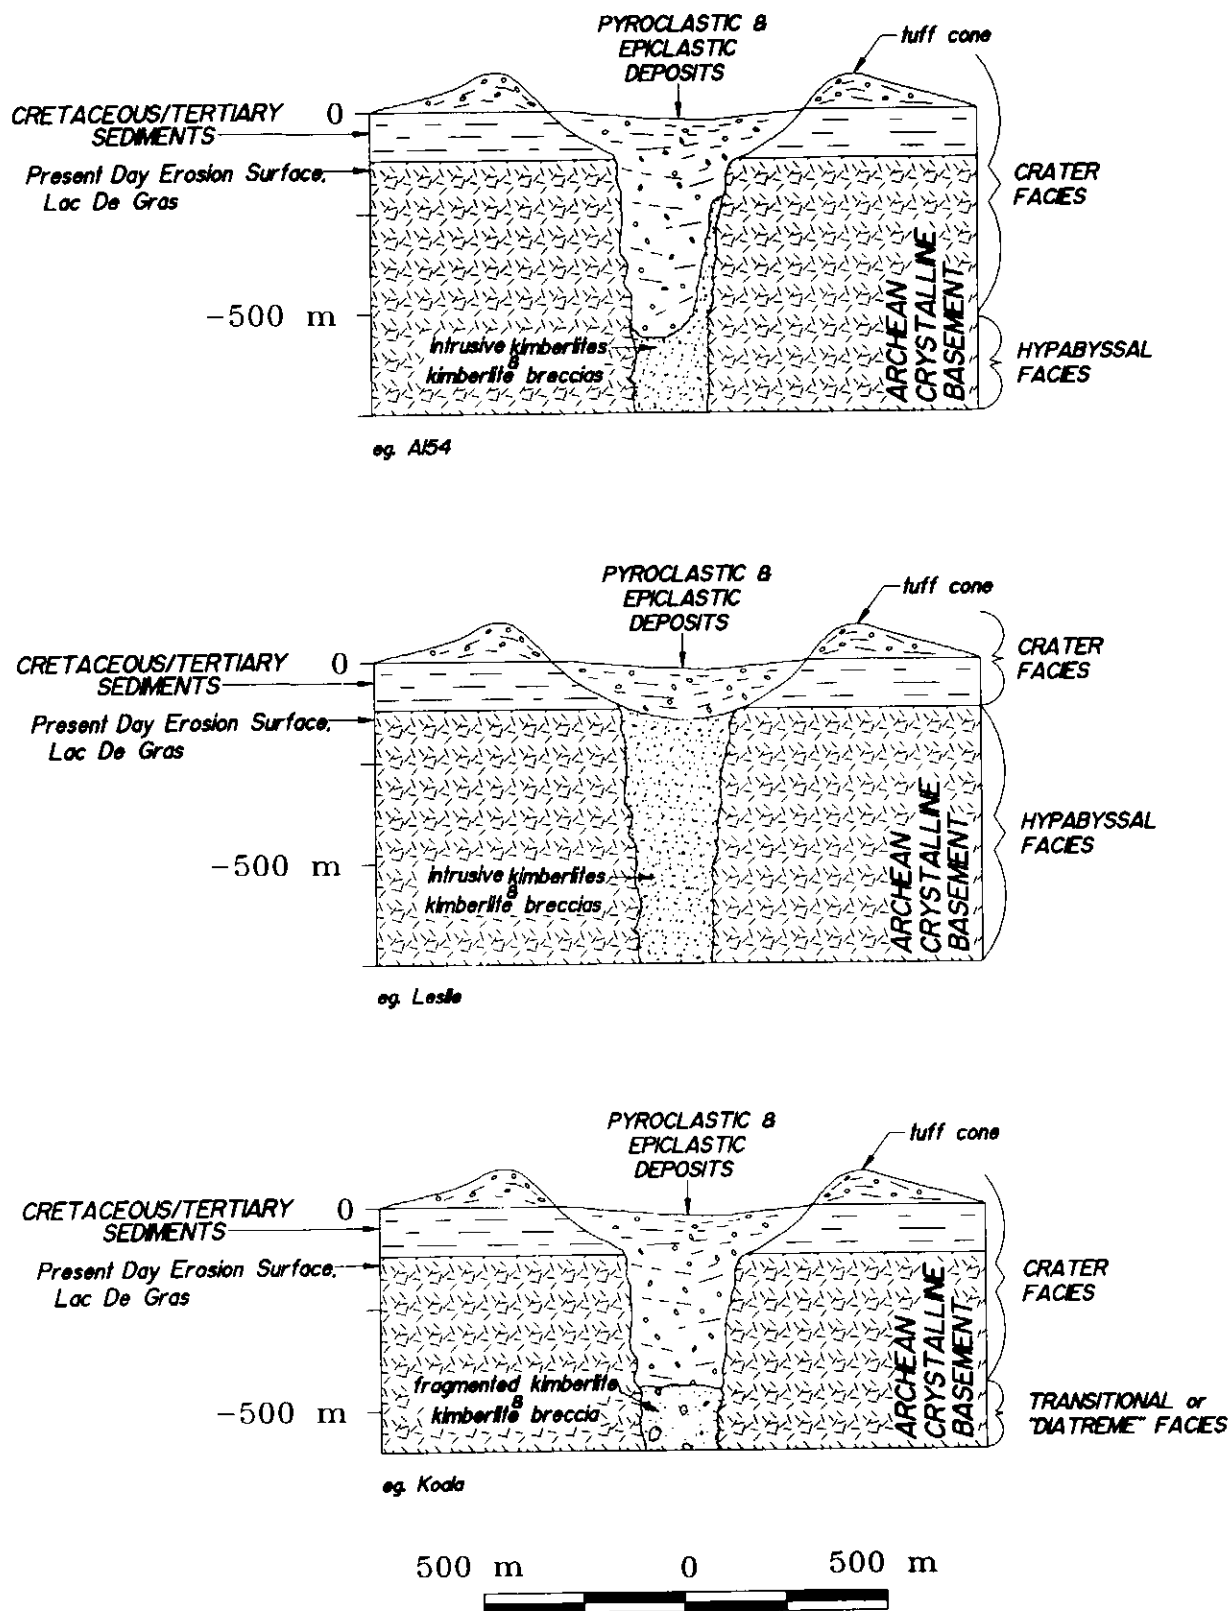 PYROCLASTIC &
EPICLASTIC
DEPOSITS
tuff cone
CRETACEOUS/TERTIARY
SEDIMENTS
0
Present Day Erosion Surface,
Lac De Gras
CRATER
FACIES
-500 m
intrusive kimberlites
&
kimberlite breccias
ARCHEAN
CRYSTALLINE
BASEMENT
HYPABYSSAL
FACIES
eg. A154
PYROCLASTIC &
EPICLASTIC
DEPOSITS
tuff cone
CRETACEOUS/TERTIARY
SEDIMENTS
0
CRATER
FACIES
Present Day Erosion Surface,
Lac De Gras
-500 m
intrusive kimberlites
&
kimberlite breccias
ARCHEAN
CRYSTALLINE
BASEMENT
HYPABYSSAL
FACIES
eg. Leslie
PYROCLASTIC &
EPICLASTIC
DEPOSITS
tuff cone
CRETACEOUS/TERTIARY
SEDIMENTS
0
Present Day Erosion Surface,
Lac De Gras
CRATER
FACIES
fragmented kimberlite
&
kimberlite breccia
-500 m
ARCHEAN
CRYSTALLINE
BASEMENT
TRANSITIONAL or
"DIATREME" FACIES
eg. Koala
500 m 0 500 m